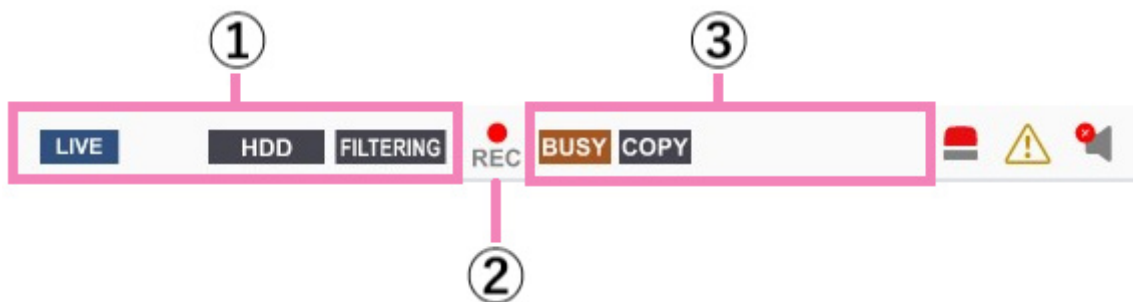 ① ③
LIVE HDD FILTERING REC BUSY COPY
②